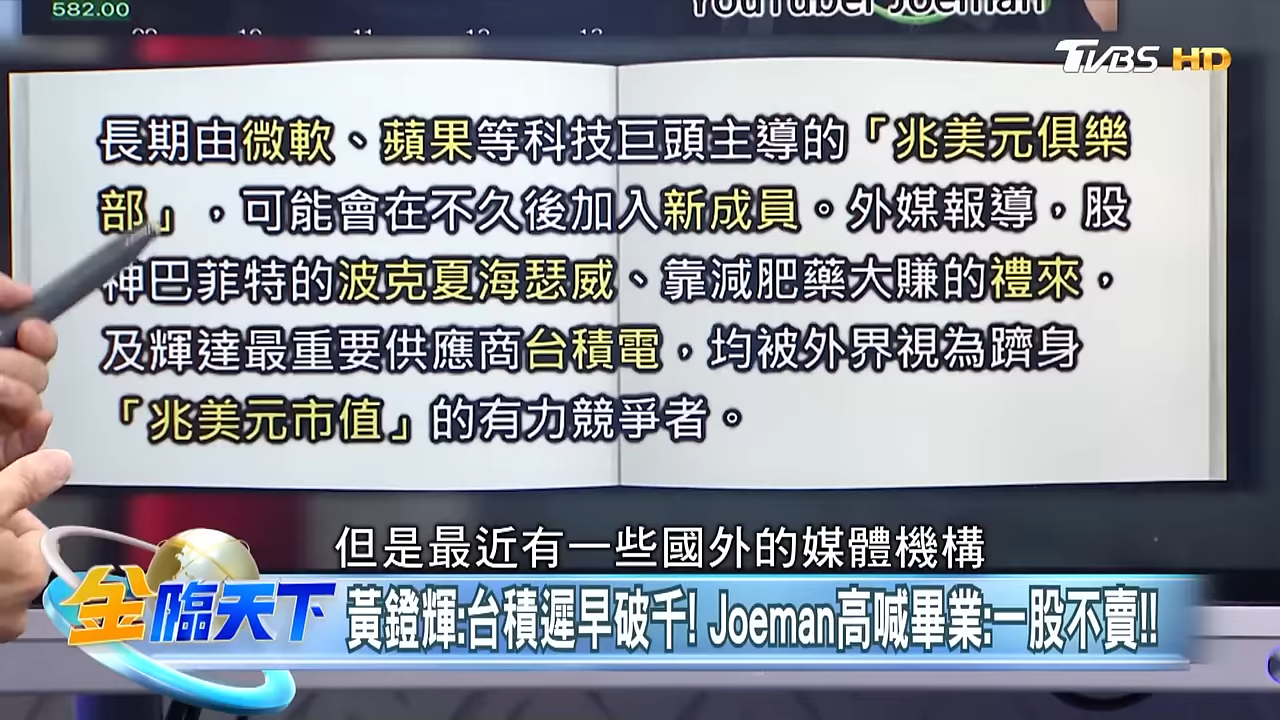 582.00
YouTuber Joeman
09 10 11 12 13
TVBS HD
長期由微軟、蘋果等科技巨頭主導的「兆美元俱樂
部」，可能會在不久後加入新成員。外媒報導，股
神巴菲特的波克夏海瑟威、靠減肥藥大賺的禮來，
及輝達最重要供應商台積電，均被外界視為躋身
「兆美元市值」的有力競爭者。
但是最近有一些國外的媒體機構
金臨天下
黃鐙輝:台積遲早破千! Joeman高喊畢業:一股不賣!!